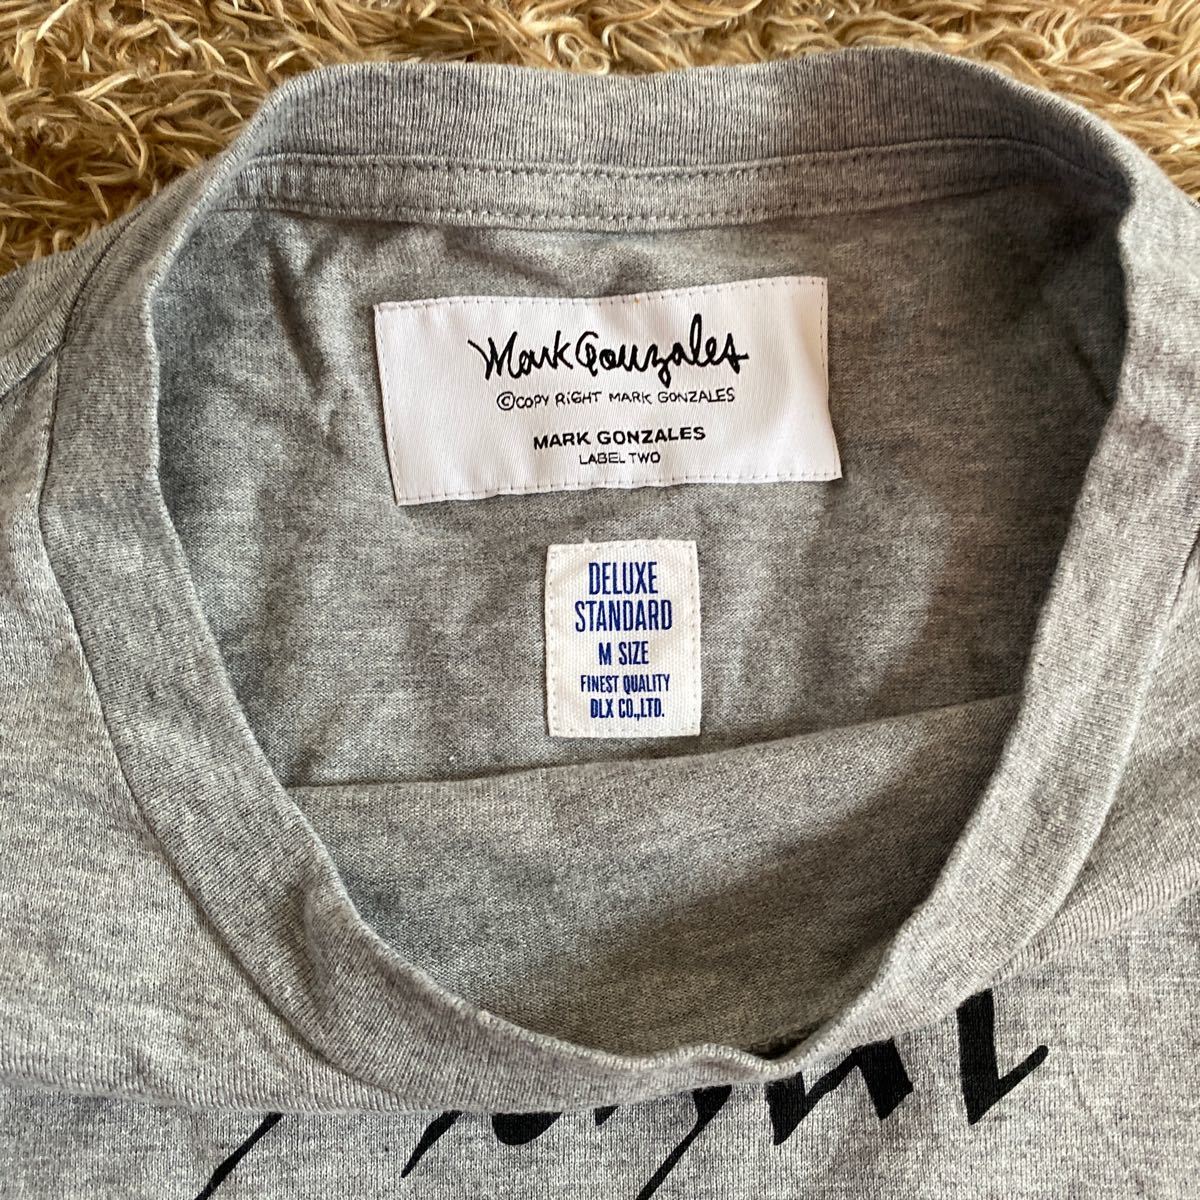 Mark Gonzales
©COPY RiGHT MARK GONZALES
MARK GONZALES
LABEL TWO
DELUXE
STANDARD
M SIZE
FINEST QUALITY
DLX CO.,LTD.